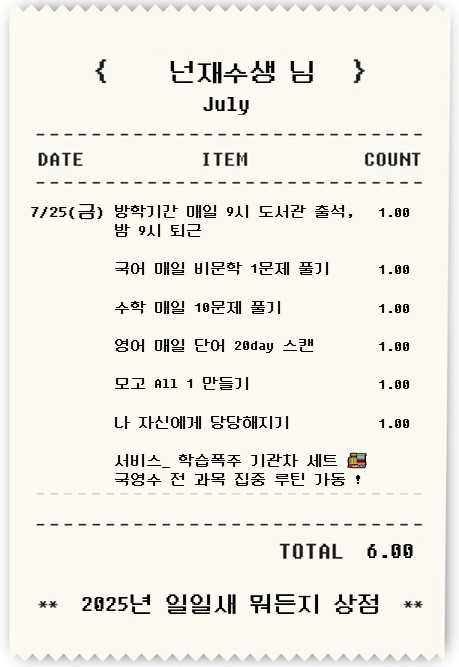 { 넌재수생 님 }
July
DATE ITEM COUNT
7/25(금) 방학기간 매일 9시 도서관 출석, 1.00
밤 9시 퇴근
국어 매일 비문학 1문제 풀기 1.00
수학 매일 10문제 풀기 1.00
영어 매일 단어 20day 스캔 1.00
모고 All 1 만들기 1.00
나 자신에게 당당해지기 1.00
서비스_ 학습폭주 기관차 세트 🚂
국영수 전 과목 집중 루틴 가동 !
TOTAL 6.00
** 2025년 일일새 뭐든지 상점 **